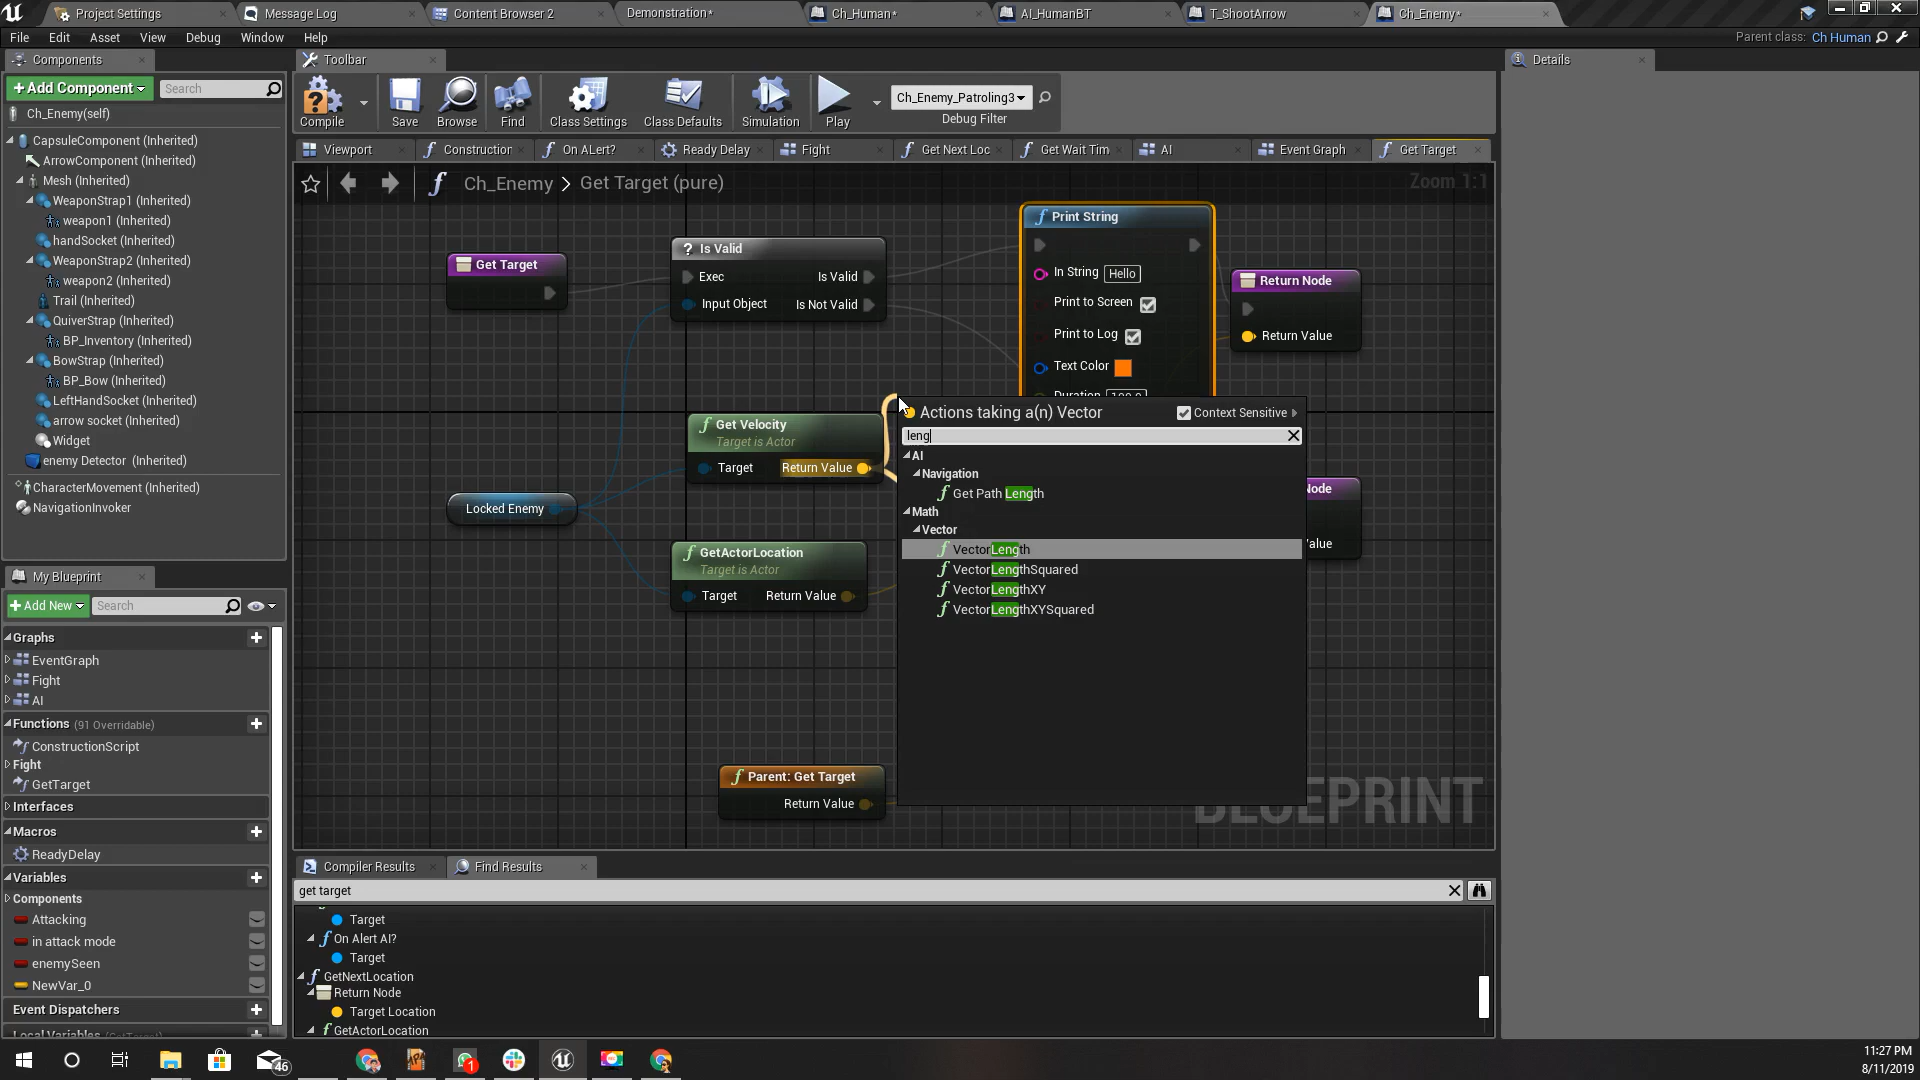 Project Settings
Message Log
Content Browser 2
Demonstration*
Ch_Human*
AI_HumanBT
T_ShootArrow
Ch_Enemy*
File Edit Asset View Debug Window Help
Parent class: Ch Human
Components
Toolbar
Details
+Add Component
Search
Ch_Enemy(self)
CapsuleComponent (Inherited)
ArrowComponent (Inherited)
Mesh (Inherited)
WeaponStrap1 (Inherited)
weapon1 (Inherited)
handSocket (Inherited)
WeaponStrap2 (Inherited)
weapon2 (Inherited)
Trail (Inherited)
QuiverStrap (Inherited)
BP_Inventory (Inherited)
BowStrap (Inherited)
BP_Bow (Inherited)
LeftHandSocket (Inherited)
arrow socket (Inherited)
Widget
enemy Detector (Inherited)
CharacterMovement (Inherited)
NavigationInvoker
Compile
Save
Browse
Find
Class Settings
Class Defaults
Simulation
Play
Ch_Enemy_Patroling3
Debug Filter
Viewport
Construction
On ALert?
Ready Delay
Fight
Get Next Loc
Get Wait Tim
AI
Event Graph
Get Target
Ch_Enemy > Get Target (pure)
Zoom 1:1
Get Target
? Is Valid
Exec
Is Valid
Input Object
Is Not Valid
Print String
In String Hello
Print to Screen
Print to Log
Text Color
Duration 100.0
Return Node
Return Value
Get Velocity
Target is Actor
Target
Return Value
Locked Enemy
GetActorLocation
Target is Actor
Target
Return Value
Parent: Get Target
Return Value
Node
alue
Actions taking a(n) Vector
Context Sensitive
leng
AI
Navigation
Get Path Length
Math
Vector
VectorLength
VectorLengthSquared
VectorLengthXY
VectorLengthXYSquared
BLUEPRINT
My Blueprint
+Add New
Search
Graphs
EventGraph
Fight
AI
Functions (91 Overridable)
ConstructionScript
Fight
GetTarget
Interfaces
Macros
ReadyDelay
Variables
Components
Attacking
in attack mode
enemySeen
NewVar_0
Event Dispatchers
Local Variables (GetTarget)
Compiler Results
Find Results
get target
Target
On Alert AI?
Target
GetNextLocation
Return Node
Target Location
GetActorLocation
46
1
11:27 PM
8/11/2019